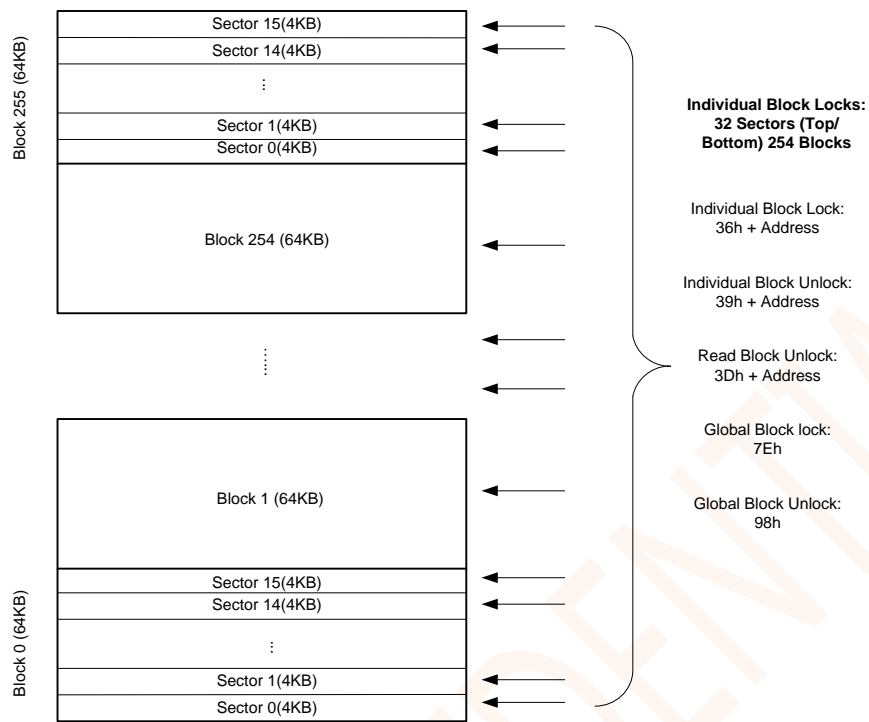 Block 255 (64KB)
Sector 15(4KB)
Sector 14(4KB)
⋮
Sector 1(4KB)
Sector 0(4KB)
Block 254 (64KB)
......
Block 1 (64KB)
Block 0 (64KB)
Sector 15(4KB)
Sector 14(4KB)
⋮
Sector 1(4KB)
Sector 0(4KB)
Individual Block Locks:
32 Sectors (Top/
Bottom) 254 Blocks
Individual Block Lock:
36h + Address
Individual Block Unlock:
39h + Address
Read Block Unlock:
3Dh + Address
Global Block lock:
7Eh
Global Block Unlock:
98h